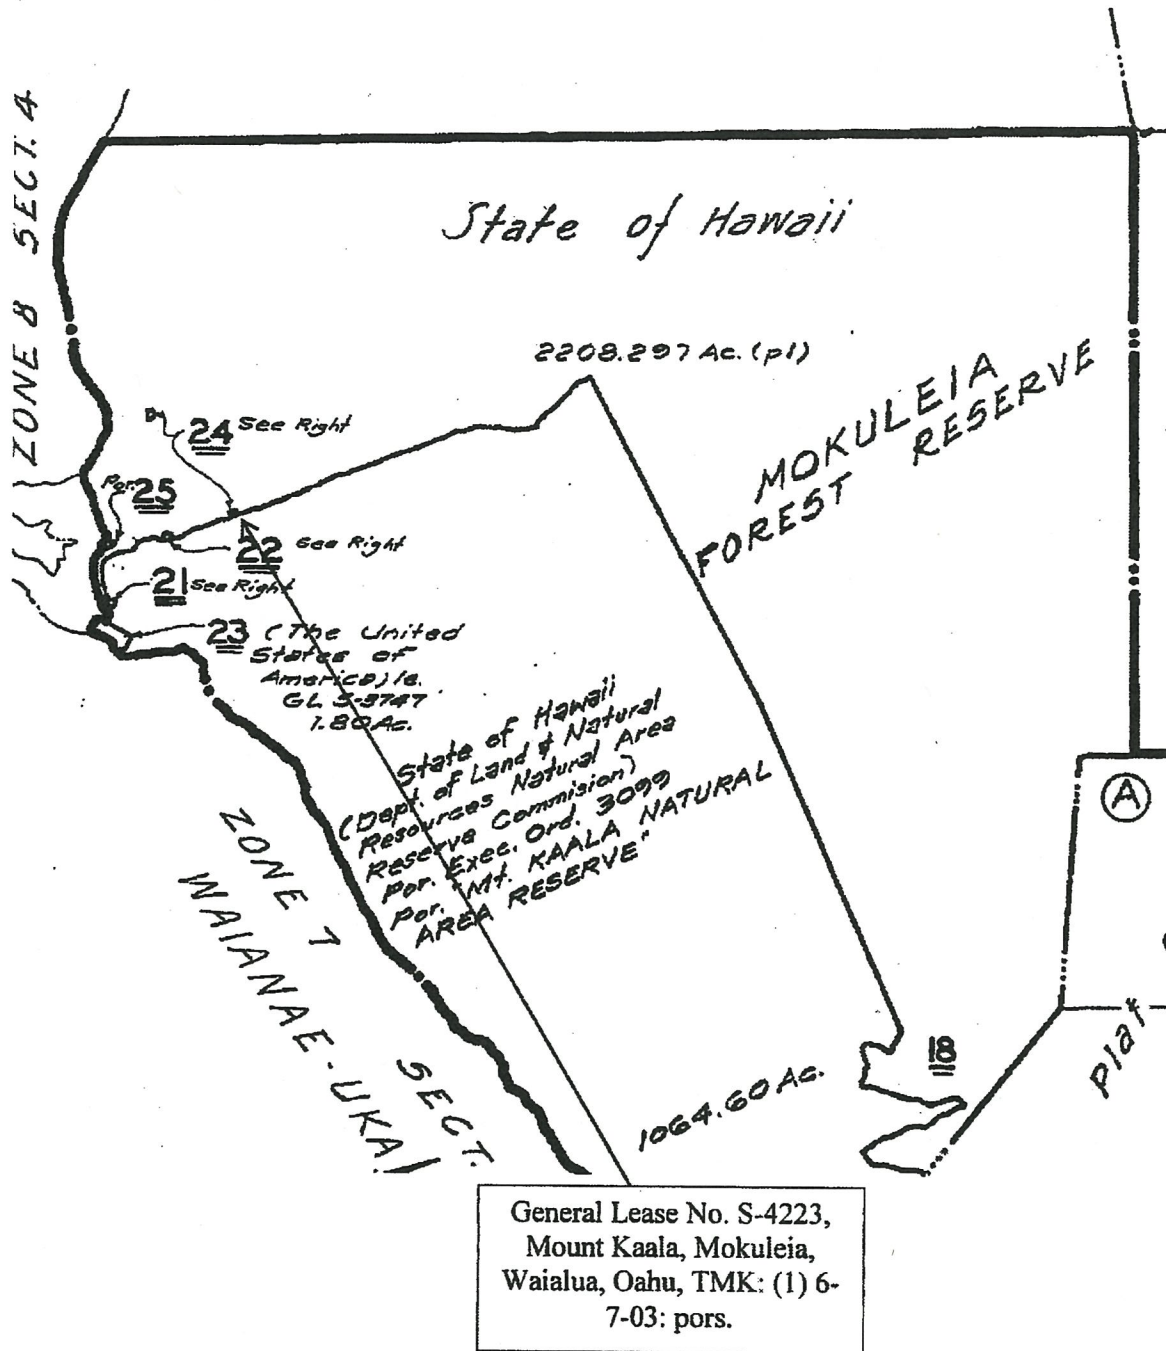 ZONE 8 SECT. 4
State of Hawaii
2208.297 Ac. (pl)
MOKULEIA
FOREST RESERVE
24 See Right
Por. 25
22 See Right
21 See Right
23 (The United
States of
America) le.
GL S-3747
1.80 Ac.
State of Hawaii
(Dept. of Land & Natural
Resources Natural Area
Reserve Commision)
Por. Exec. Ord. 3099
Por. "Mt. KAALA NATURAL
AREA RESERVE"
A
ZONE 7 SECT.
WAIANAE-UKA
1064.60 Ac.
18
Plat
General Lease No. S-4223,
Mount Kaala, Mokuleia,
Waialua, Oahu, TMK: (1) 6-
7-03: pors.